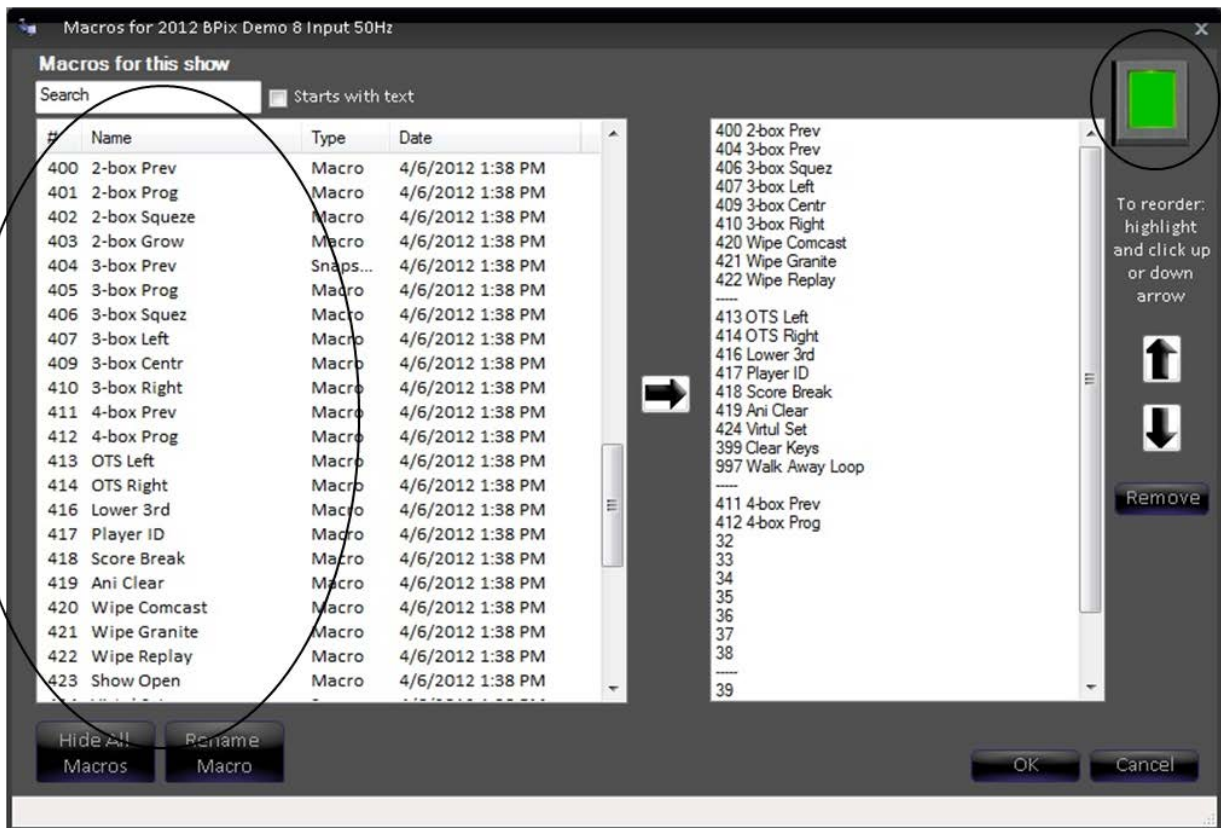 Macros for 2012 BPix Demo 8 Input 50Hz
x
Macros for this show
Search
Starts with text
# Name Type Date
400 2-box Prev Macro 4/6/2012 1:38 PM
401 2-box Prog Macro 4/6/2012 1:38 PM
402 2-box Squeze Macro 4/6/2012 1:38 PM
403 2-box Grow Macro 4/6/2012 1:38 PM
404 3-box Prev Snaps... 4/6/2012 1:38 PM
405 3-box Prog Macro 4/6/2012 1:38 PM
406 3-box Squez Macro 4/6/2012 1:38 PM
407 3-box Left Macro 4/6/2012 1:38 PM
409 3-box Centr Macro 4/6/2012 1:38 PM
410 3-box Right Macro 4/6/2012 1:38 PM
411 4-box Prev Macro 4/6/2012 1:38 PM
412 4-box Prog Macro 4/6/2012 1:38 PM
413 OTS Left Macro 4/6/2012 1:38 PM
414 OTS Right Macro 4/6/2012 1:38 PM
416 Lower 3rd Macro 4/6/2012 1:38 PM
417 Player ID Macro 4/6/2012 1:38 PM
418 Score Break Macro 4/6/2012 1:38 PM
419 Ani Clear Macro 4/6/2012 1:38 PM
420 Wipe Comcast Macro 4/6/2012 1:38 PM
421 Wipe Granite Macro 4/6/2012 1:38 PM
422 Wipe Replay Macro 4/6/2012 1:38 PM
423 Show Open Macro 4/6/2012 1:38 PM
400 2-box Prev
404 3-box Prev
406 3-box Squez
407 3-box Left
409 3-box Centr
410 3-box Right
420 Wipe Comcast
421 Wipe Granite
422 Wipe Replay
-----
413 OTS Left
414 OTS Right
416 Lower 3rd
417 Player ID
418 Score Break
419 Ani Clear
424 Virtul Set
399 Clear Keys
997 Walk Away Loop
-----
411 4-box Prev
412 4-box Prog
32
33
34
35
36
37
38
-----
39
To reorder:
highlight
and click up
or down
arrow
Remove
Hide All
Macros
Rename
Macro
OK
Cancel